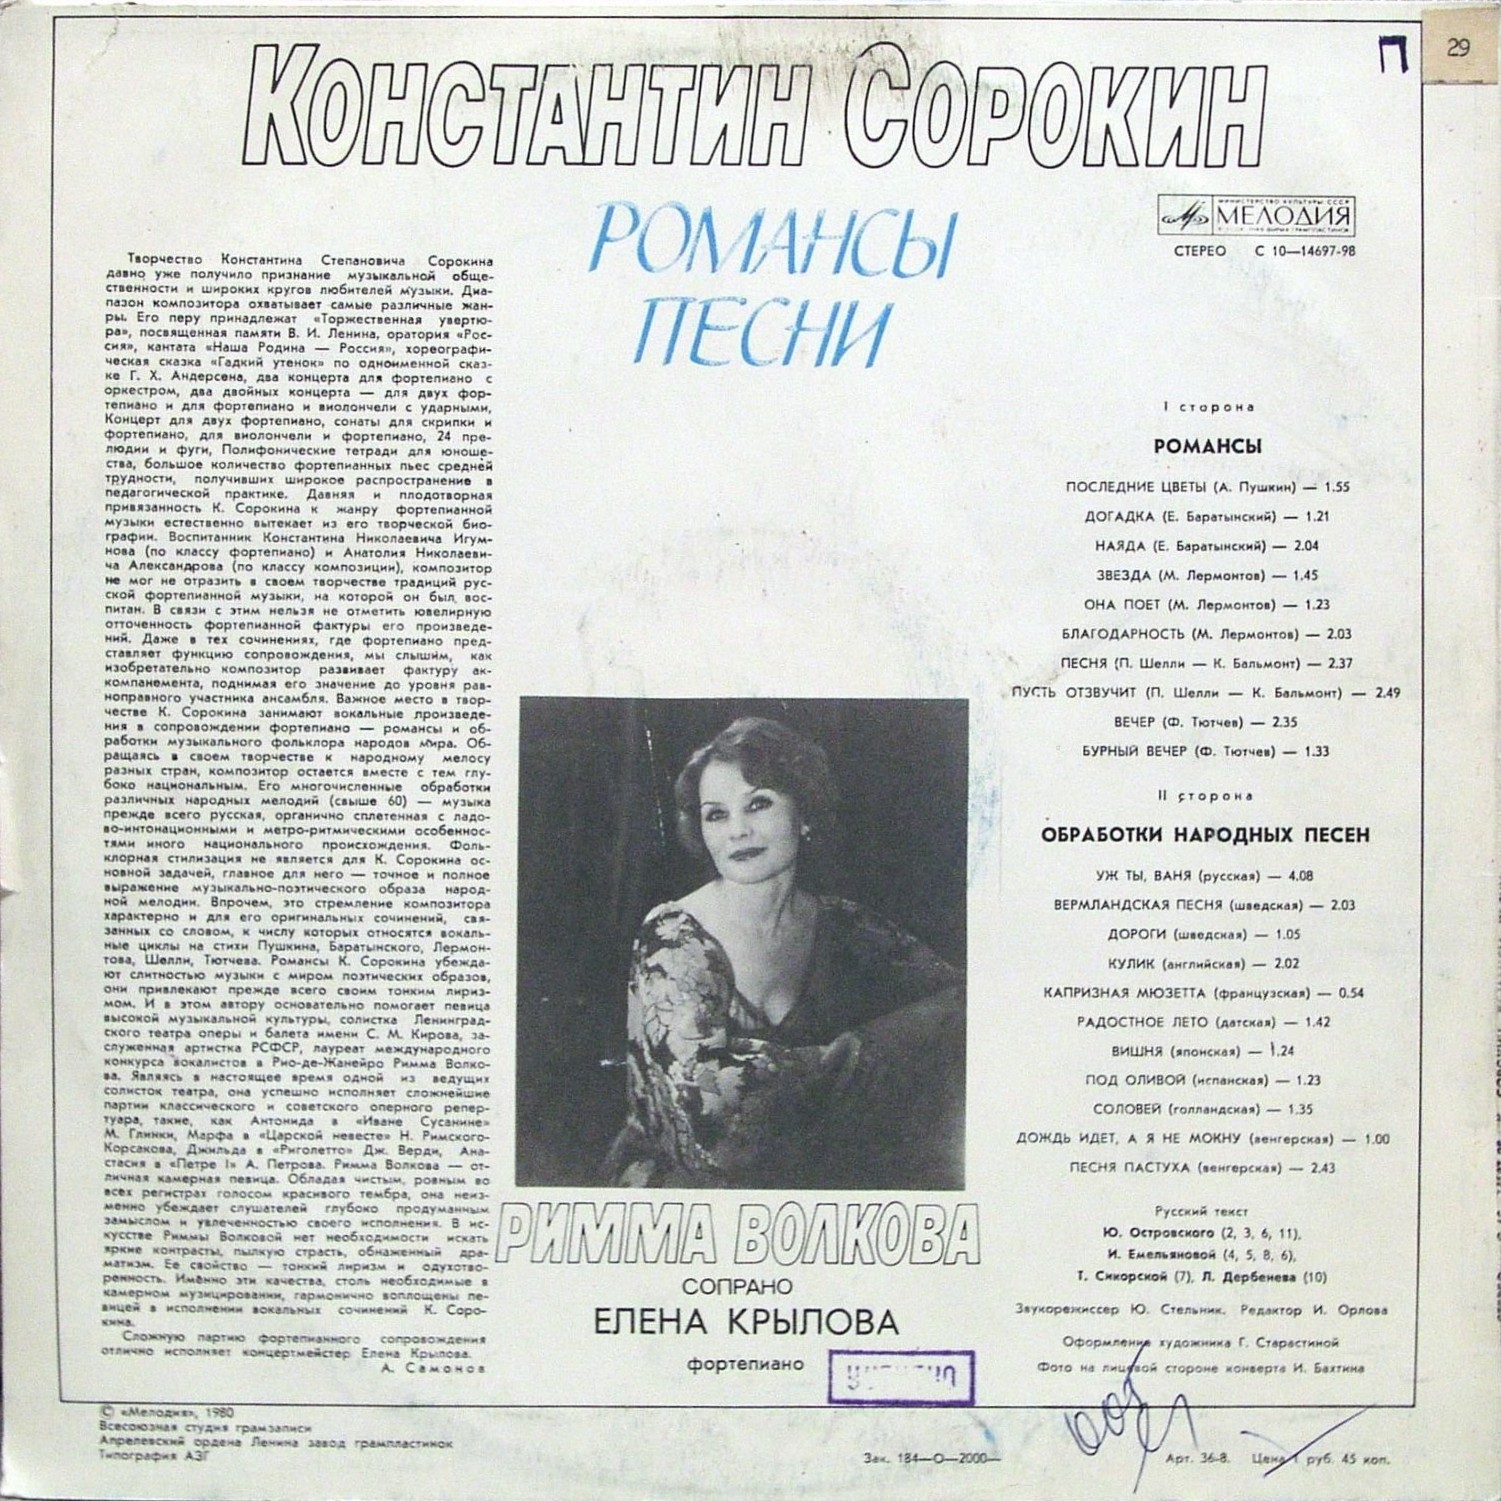 29
П
КОНСТАНТИН СОРОКИН
РОМАНСЫ
ПЕСНИ
МИНИСТЕРСТВО КУЛЬТУРЫ СССР
МЕЛОДИЯ
СТЕРЕО С 10—14697-98
Творчество Константина Степановича Сорокина
давно уже получило признание музыкальной обще-
ственности и широких кругов любителей музыки. Диа-
пазон композитора охватывает самые различные жан-
ры. Его перу принадлежат «Торжественная увертю-
ра», посвященная памяти В. И. Ленина, оратория «Рос-
сия», кантата «Наша Родина — Россия», хореографи-
ческая сказка «Гадкий утенок» по одноименной сказ-
ке Г. Х. Андерсена, два концерта для фортепиано с
оркестром, два двойных концерта — для двух фор-
тепиано и для фортепиано и виолончели с ударными,
Концерт для двух фортепиано, сонаты для скрипки и
фортепиано, для виолончели и фортепиано, 24 пре-
людии и фуги, Полифонические тетради для юноше-
ства, большое количество фортепианных пьес средней
трудности, получивших широкое распространение в
педагогической практике. Давняя и плодотворная
привязанность К. Сорокина к жанру фортепианной
музыки естественно вытекает из его творческой био-
графии. Воспитанник Константина Николаевича Игум-
нова (по классу фортепиано) и Анатолия Николаеви-
ча Александрова (по классу композиции), композитор
не мог не отразить в своем творчестве традиций рус-
ской фортепианной музыки, на которой он был вос-
питан. В связи с этим нельзя не отметить ювелирную
отточенность фортепианной фактуры его произведе-
ний. Даже в тех сочинениях, где фортепиано пред-
ставляет функцию сопровождения, мы слышим, как
изобретательно композитор развивает фактуру ак-
компанемента, поднимая его значение до уровня рав-
ноправного участника ансамбля. Важное место в твор-
честве К. Сорокина занимают вокальные произведе-
ния в сопровождении фортепиано — романсы и об-
работки музыкального фольклора народов мира. Об-
ращаясь в своем творчестве к народному мелосу
разных стран, композитор остается вместе с тем глу-
боко национальным. Его многочисленные обработки
различных народных мелодий (свыше 60) — музыка
прежде всего русская, органично сплетенная с ладо-
во-интонационными и метро-ритмическими особеннос-
тями иного национального происхождения. Фоль-
клорная стилизация не является для К. Сорокина ос-
новной задачей, главное для него — точное и полное
выражение музыкально-поэтического образа народ-
ной мелодии. Впрочем, это стремление композитора
характерно и для его оригинальных сочинений, свя-
занных со словом, к числу которых относятся вокаль-
ные циклы на стихи Пушкина, Баратынского, Лермон-
това, Шелли, Тютчева. Романсы К. Сорокина убежда-
ют слитностью музыки с миром поэтических образов,
они привлекают прежде всего своим тонким лириз-
мом. И в этом автору основательно помогает певица
высокой музыкальной культуры, солистка Ленинград-
ского театра оперы и балета имени С. М. Кирова, за-
служенная артистка РСФСР, лауреат международного
конкурса вокалистов в Рио-де-Жанейро Римма Волко-
ва. Являясь в настоящее время одной из ведущих
солисток театра, она успешно исполняет сложнейшие
партии классического и советского оперного репер-
туара, такие, как Антонида в «Иване Сусанине»
М. Глинки, Марфа в «Царской невесте» Н. Римского-
Корсакова, Джильда в «Риголетто» Дж. Верди, Ана-
стасия в «Петре I» А. Петрова. Римма Волкова — от-
личная камерная певица. Обладая чистым, ровным во
всех регистрах голосом красивого тембра, она неиз-
менно убеждает слушателей глубоко продуманным
замыслом и увлеченностью своего исполнения. В ис-
кусстве Риммы Волковой нет необходимости искать
яркие контрасты, пылкую страсть, обнаженный дра-
матизм. Ее свойство — тонкий лиризм и одухотво-
ренность. Именно эти качества, столь необходимые в
камерном музицировании, гармонично воплощены пе-
вицей в исполнении вокальных сочинений К. Соро-
кина.
Сложную партию фортепианного сопровождения
отлично исполняет концертмейстер Елена Крылова.
А. Самонов
I сторона
РОМАНСЫ
ПОСЛЕДНИЕ ЦВЕТЫ (А. Пушкин) — 1.55
ДОГАДКА (Е. Баратынский) — 1.21
НАЯДА (Е. Баратынский) — 2.04
ЗВЕЗДА (М. Лермонтов) — 1.45
ОНА ПОЕТ (М. Лермонтов) — 1.23
БЛАГОДАРНОСТЬ (М. Лермонтов) — 2.03
ПЕСНЯ (П. Шелли — К. Бальмонт) — 2.37
ПУСТЬ ОТЗВУЧИТ (П. Шелли — К. Бальмонт) — 2.49
ВЕЧЕР (Ф. Тютчев) — 2.35
БУРНЫЙ ВЕЧЕР (Ф. Тютчев) — 1.33
II сторона
ОБРАБОТКИ НАРОДНЫХ ПЕСЕН
УЖ ТЫ, ВАНЯ (русская) — 4.08
ВЕРМЛАНДСКАЯ ПЕСНЯ (шведская) — 2.03
ДОРОГИ (шведская) — 1.05
КУЛИК (английская) — 2.02
КАПРИЗНАЯ МЮЗЕТТА (французская) — 0.54
РАДОСТНОЕ ЛЕТО (датская) — 1.42
ВИШНЯ (японская) — 1.24
ПОД ОЛИВОЙ (испанская) — 1.23
СОЛОВЕЙ (голландская) — 1.35
ДОЖДЬ ИДЕТ, А Я НЕ МОКНУ (венгерская) — 1.00
ПЕСНЯ ПАСТУХА (венгерская) — 2.43
Русский текст
Ю. Островского (2, 3, 6, 11),
И. Емельяновой (4, 5, 8, 6),
Т. Сикорской (7), Л. Дербенева (10)
Звукорежиссер Ю. Стельник. Редактор И. Орлова
Оформление художника Г. Старастиной
Фото на лицевой стороне конверта И. Бахтина
РИММА ВОЛКОВА
СОПРАНО
ЕЛЕНА КРЫЛОВА
фортепиано
© «Мелодия», 1980
Всесоюзная студия грамзаписи
Апрелевский ордена Ленина завод грампластинок
Типография АЗГ
Зак. 184—О—2000—
Арт. 36-8. Цена 1 руб. 45 коп.